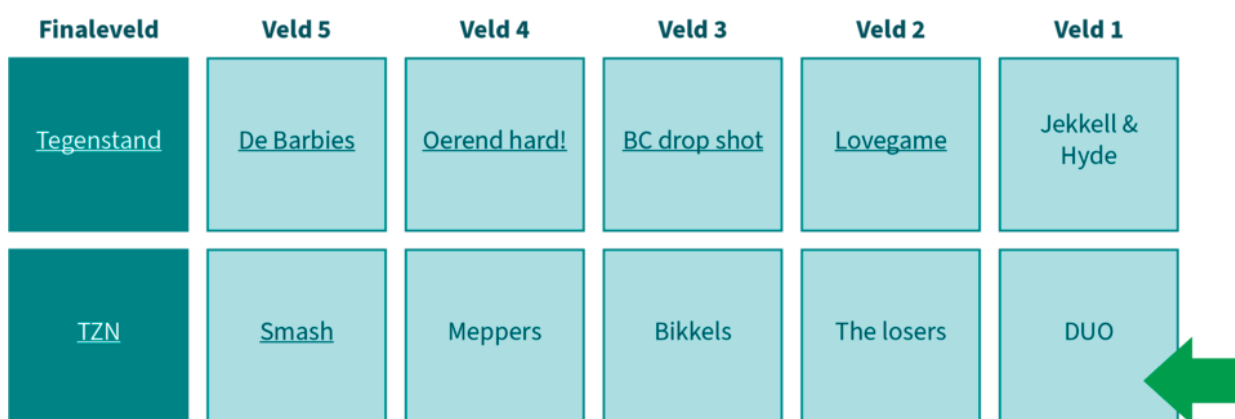 Finaleveld Veld 5 Veld 4 Veld 3 Veld 2 Veld 1
Tegenstand De Barbies Oerend hard! BC drop shot Lovegame Jekkell &
Hyde
TZN Smash Meppers Bikkels The losers DUO